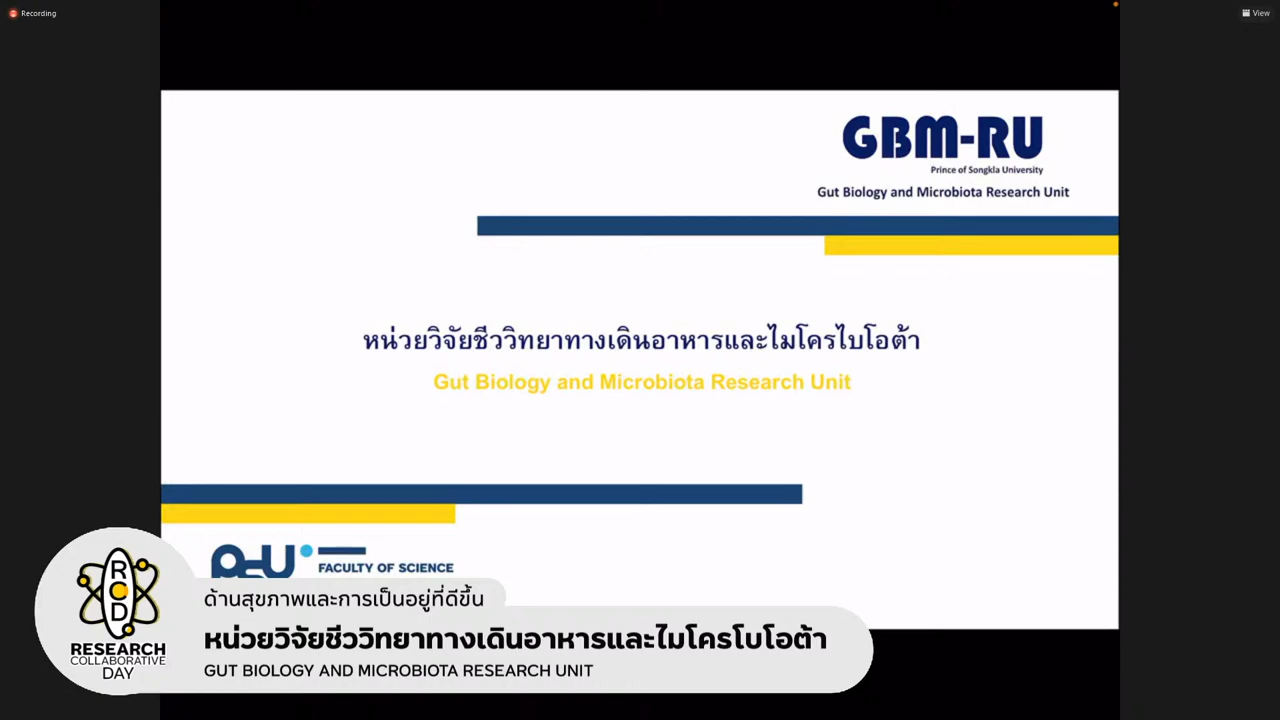 Recording
View
GBM-RU
Prince of Songkla University
Gut Biology and Microbiota Research Unit
หน่วยวิจัยชีววิทยาทางเดินอาหารและไมโครไบโอต้า
Gut Biology and Microbiota Research Unit
PSU
FACULTY OF SCIENCE
ด้านสุขภาพและการเป็นอยู่ที่ดีขึ้น
หน่วยวิจัยชีววิทยาทางเดินอาหารและไมโครโบโอต้า
GUT BIOLOGY AND MICROBIOTA RESEARCH UNIT
RCD
RESEARCH
COLLABORATIVE
DAY